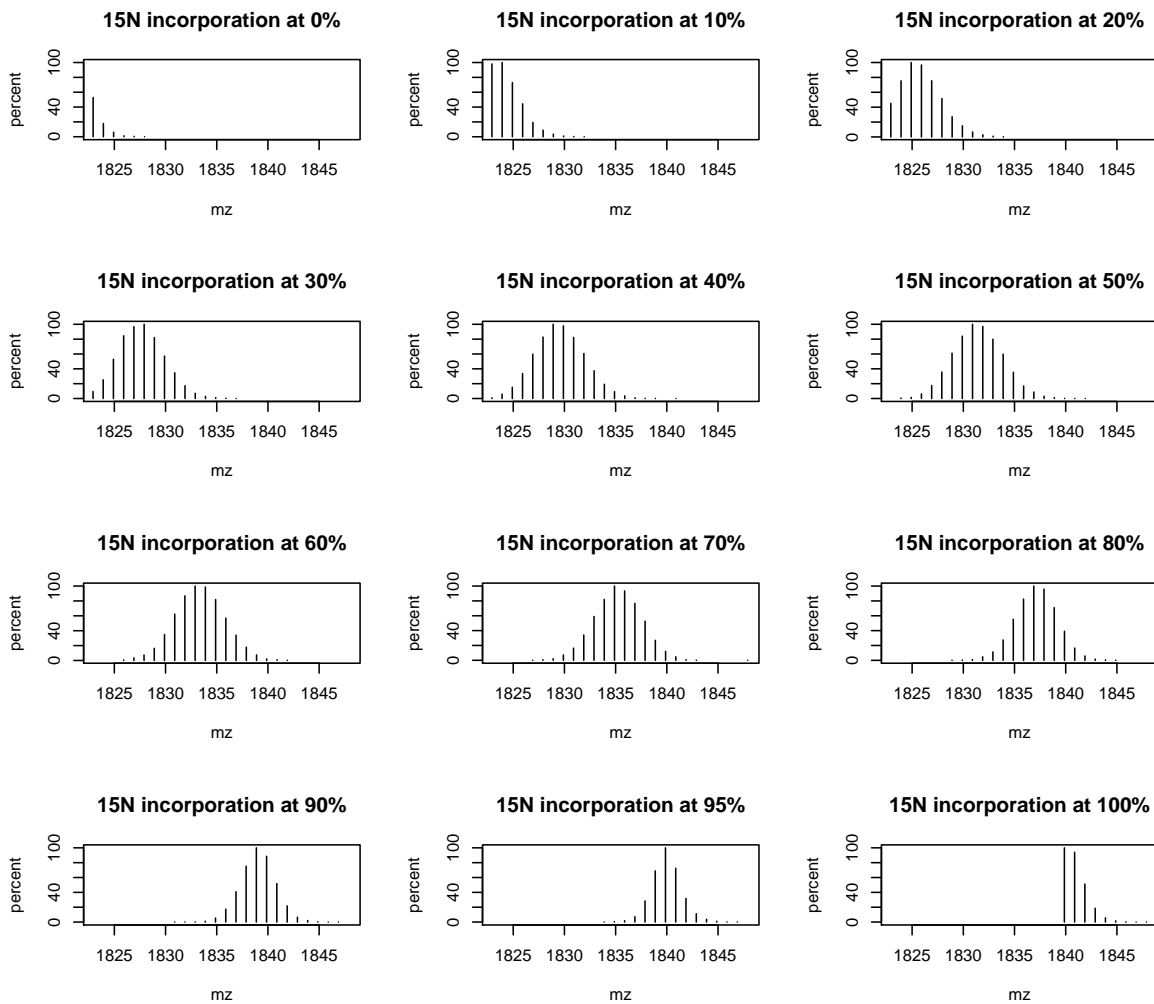 15N incorporation at 0%
percent
0 40 100
1825 1830 1835 1840 1845
mz
15N incorporation at 10%
percent
0 40 100
1825 1830 1835 1840 1845
mz
15N incorporation at 20%
percent
0 40 100
1825 1830 1835 1840 1845
mz
15N incorporation at 30%
percent
0 40 100
1825 1830 1835 1840 1845
mz
15N incorporation at 40%
percent
0 40 100
1825 1830 1835 1840 1845
mz
15N incorporation at 50%
percent
0 40 100
1825 1830 1835 1840 1845
mz
15N incorporation at 60%
percent
0 40 100
1825 1830 1835 1840 1845
mz
15N incorporation at 70%
percent
0 40 100
1825 1830 1835 1840 1845
mz
15N incorporation at 80%
percent
0 40 100
1825 1830 1835 1840 1845
mz
15N incorporation at 90%
percent
0 40 100
1825 1830 1835 1840 1845
mz
15N incorporation at 95%
percent
0 40 100
1825 1830 1835 1840 1845
mz
15N incorporation at 100%
percent
0 40 100
1825 1830 1835 1840 1845
mz